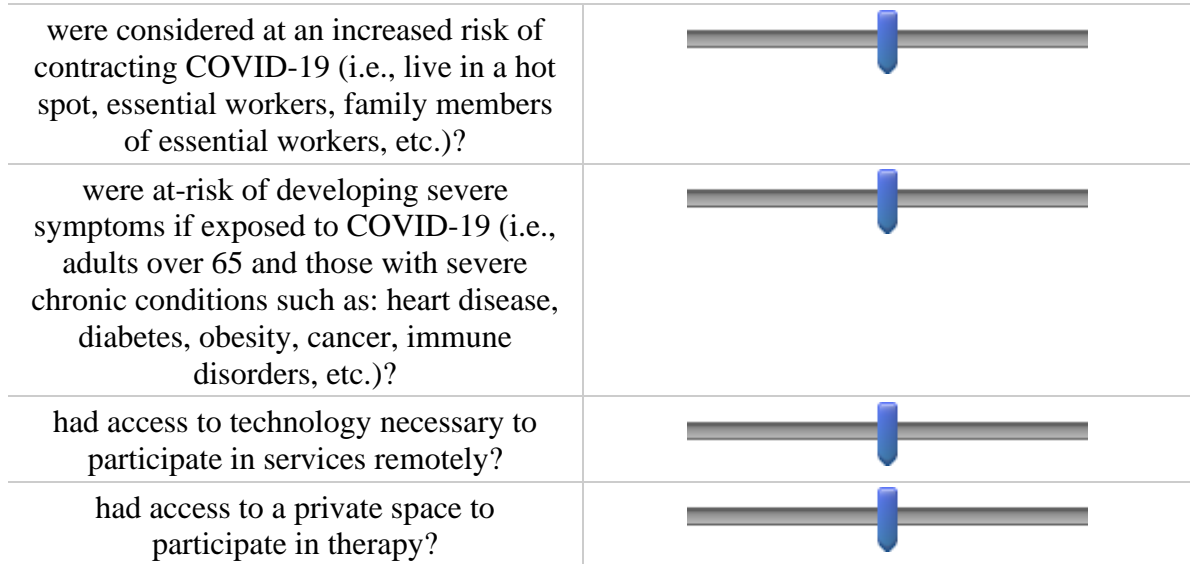 were considered at an increased risk of
contracting COVID-19 (i.e., live in a hot
spot, essential workers, family members
of essential workers, etc.)?
were at-risk of developing severe
symptoms if exposed to COVID-19 (i.e.,
adults over 65 and those with severe
chronic conditions such as: heart disease,
diabetes, obesity, cancer, immune
disorders, etc.)?
had access to technology necessary to
participate in services remotely?
had access to a private space to
participate in therapy?